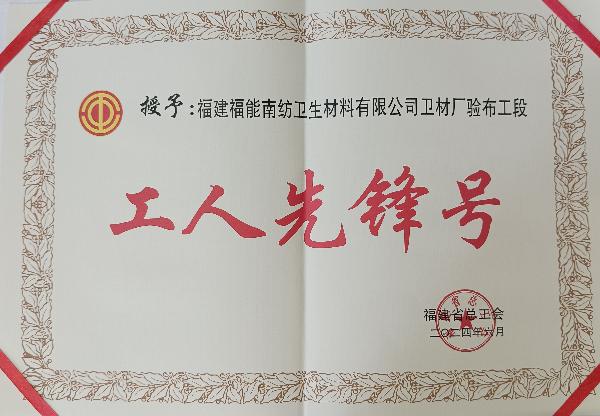 授予：福建福能南纺卫生材料有限公司卫材厂验布工段
工人先锋号
福建省总工会
二〇二四年六月